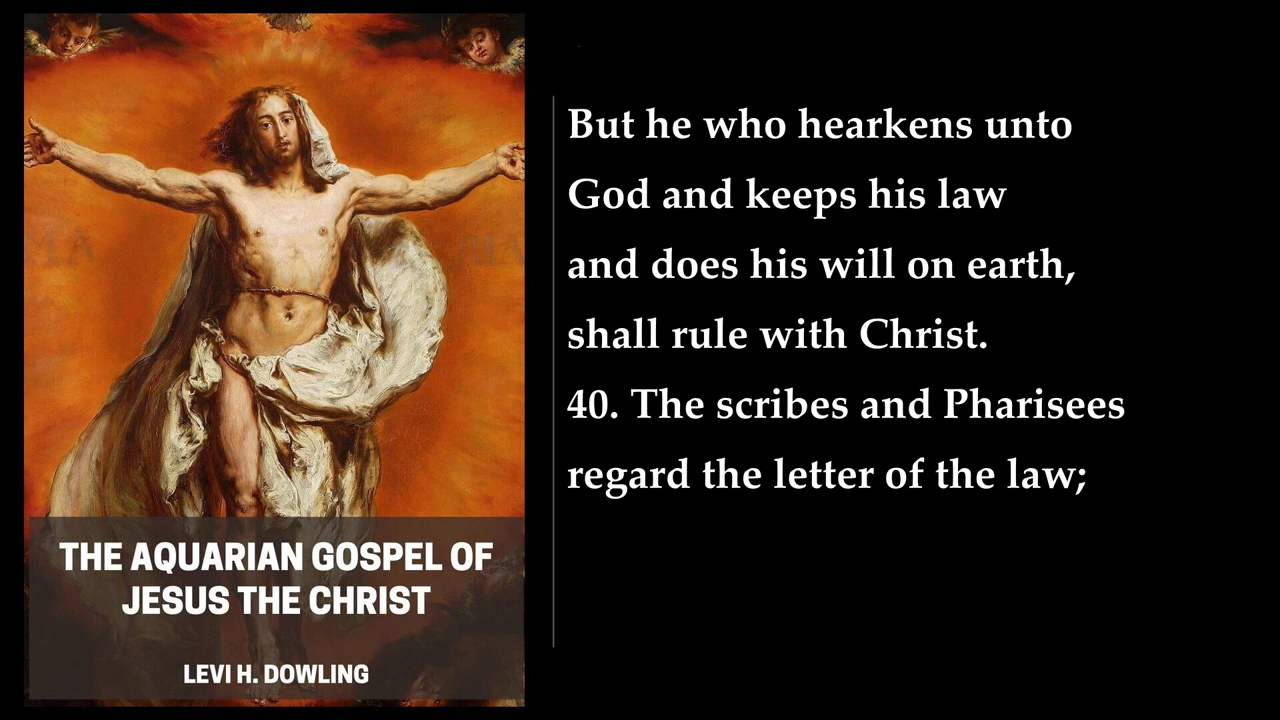 THE AQUARIAN GOSPEL OF
JESUS THE CHRIST
LEVI H. DOWLING
But he who hearkens unto
God and keeps his law
and does his will on earth,
shall rule with Christ.
40. The scribes and Pharisees
regard the letter of the law;